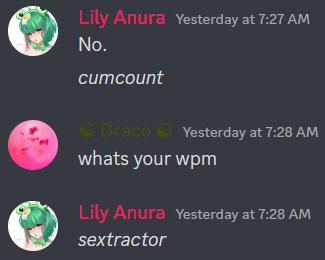 Lily Anura Yesterday at 7:27 AM
No.
cumcount
☯ Draco ☯ Yesterday at 7:28 AM
whats your wpm
Lily Anura Yesterday at 7:28 AM
sextractor